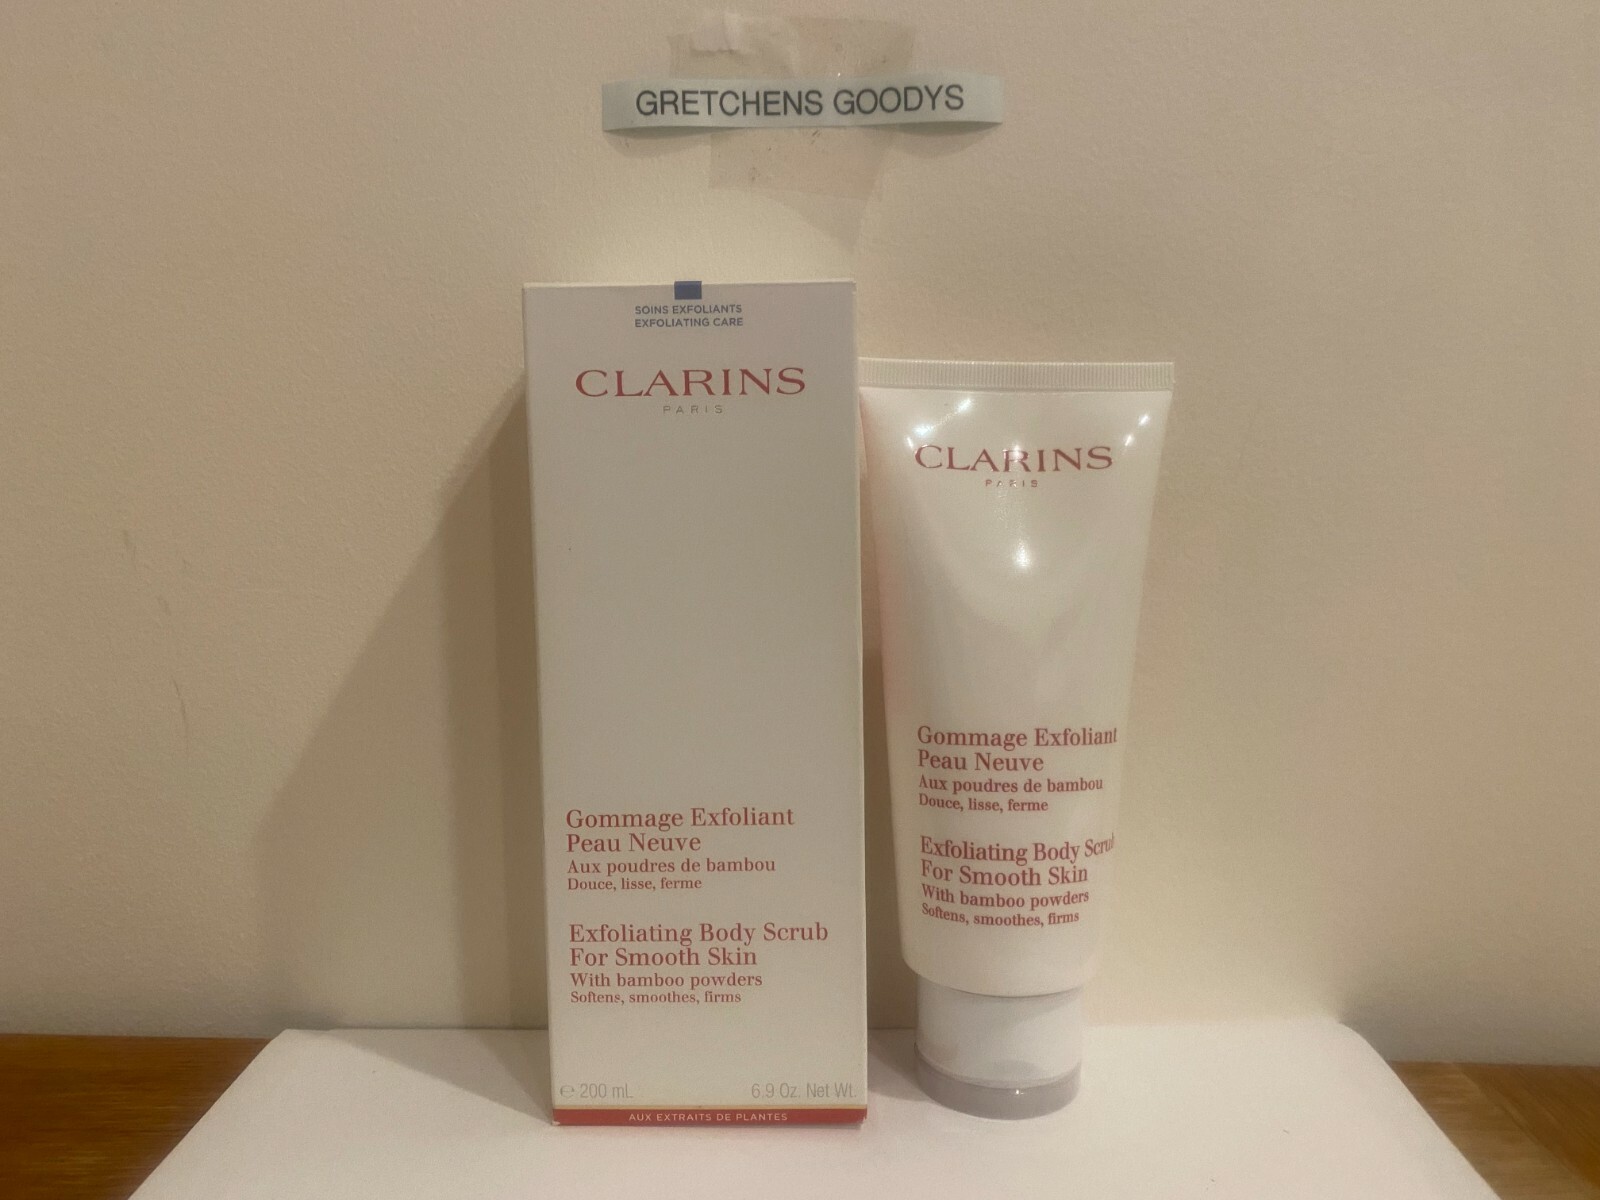 GRETCHENS GOODYS
SOINS EXFOLIANTS
EXFOLIATING CARE
CLARINS
PARIS
Gommage Exfoliant
Peau Neuve
Aux poudres de bambou
Douce, lisse, ferme
Exfoliating Body Scrub
For Smooth Skin
With bamboo powders
Softens, smoothes, firms
℮ 200 mL
6.9 Oz. Net Wt.
AUX EXTRAITS DE PLANTES
CLARINS
PARIS
Gommage Exfoliant
Peau Neuve
Aux poudres de bambou
Douce, lisse, ferme
Exfoliating Body Scrub
For Smooth Skin
With bamboo powders
Softens, smoothes, firms